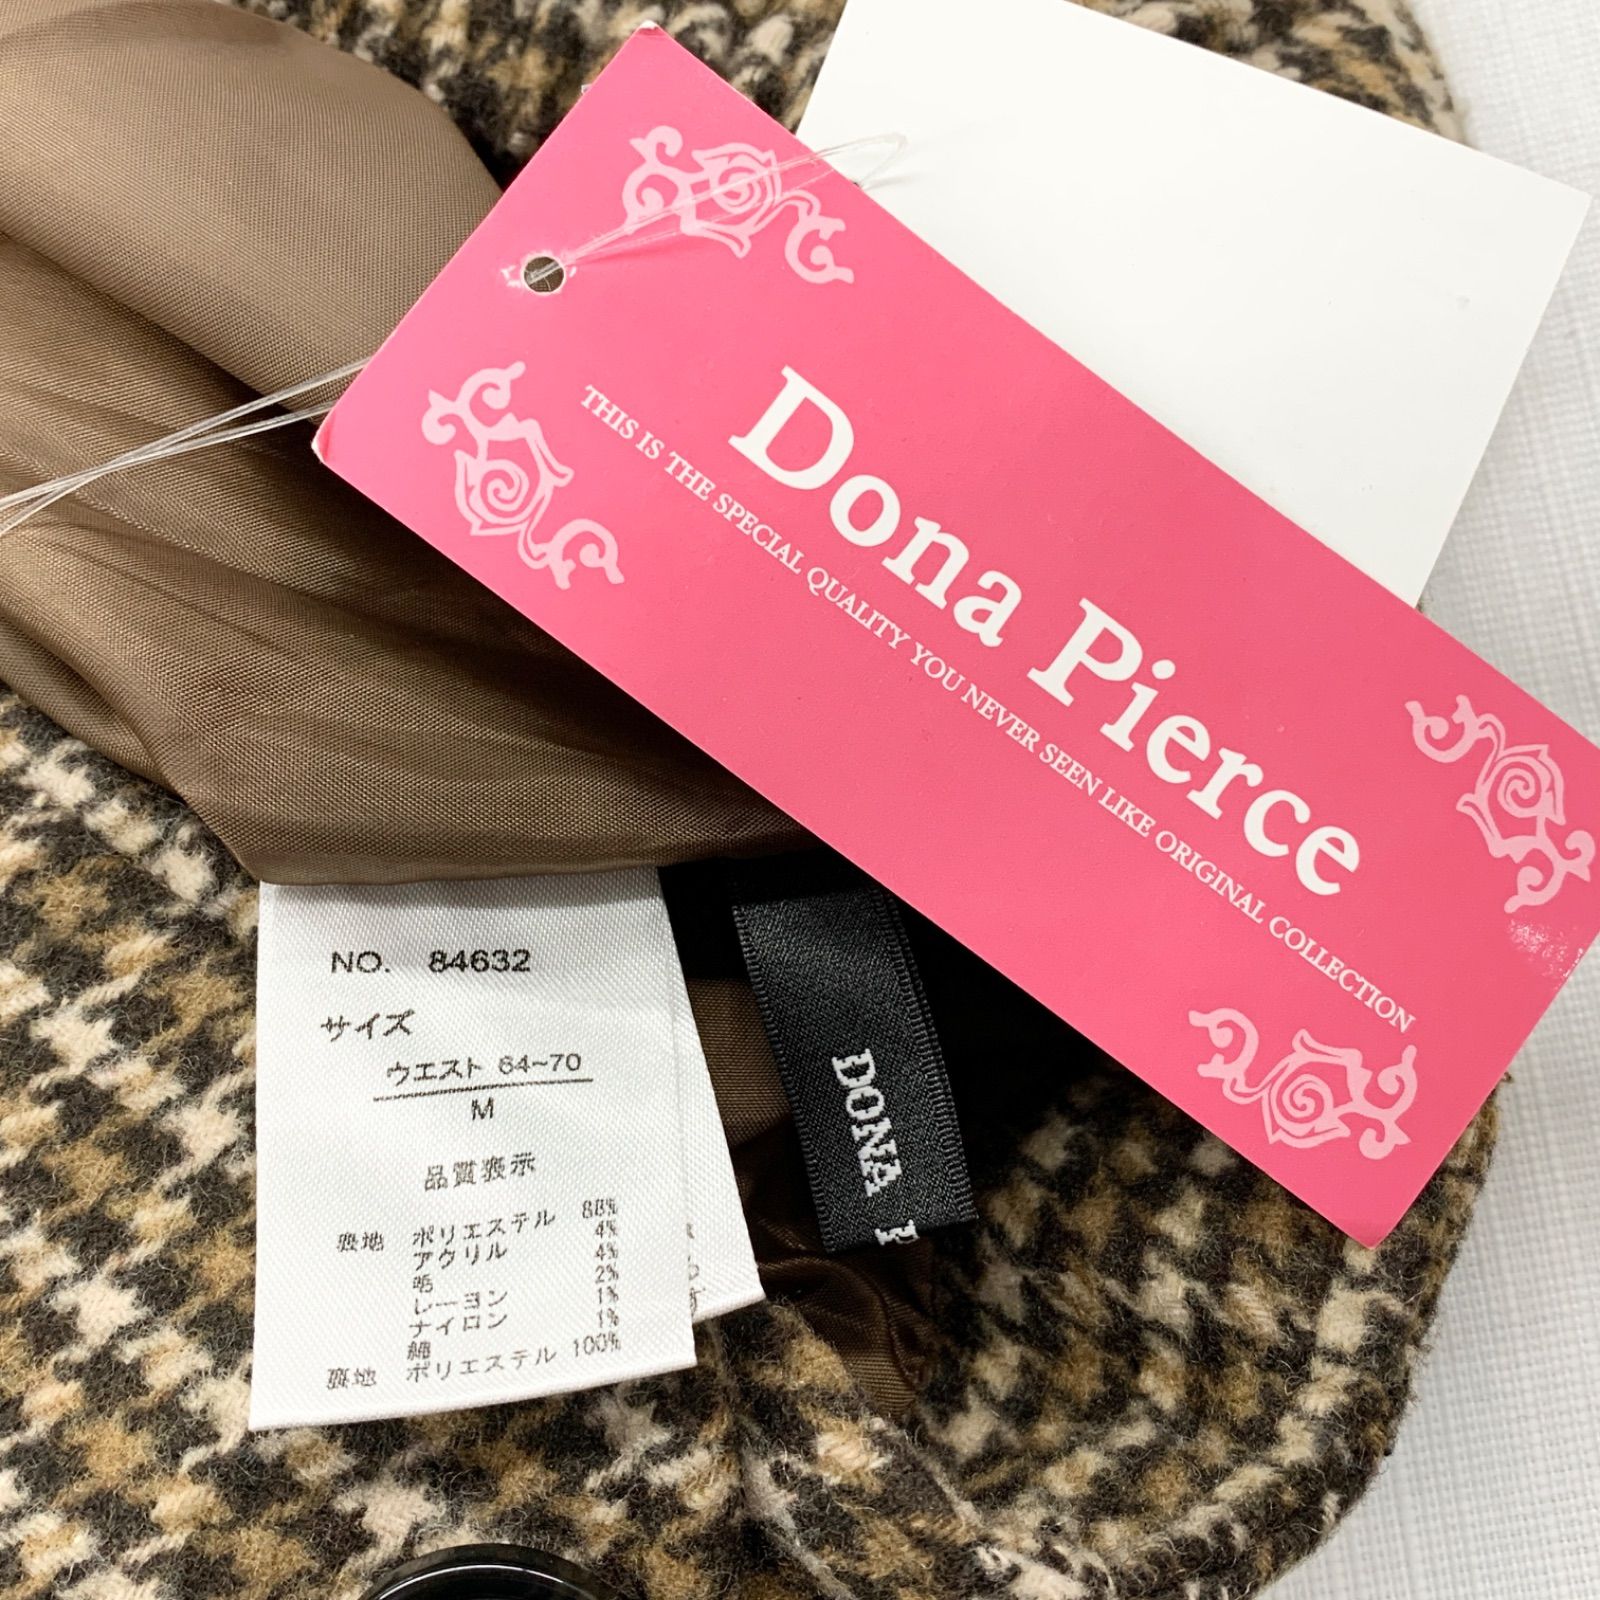 Dona Pierce
THIS IS THE SPECIAL QUALITY YOU NEVER SEEN LIKE ORIGINAL COLLECTION
NO. 84632
サイズ
ウエスト 64~70
M
品質表示
表地 ポリエステル 88%
アクリル 4%
毛 4%
レーヨン 2%
ナイロン 1%
綿 1%
裏地 ポリエステル 100%
DONA